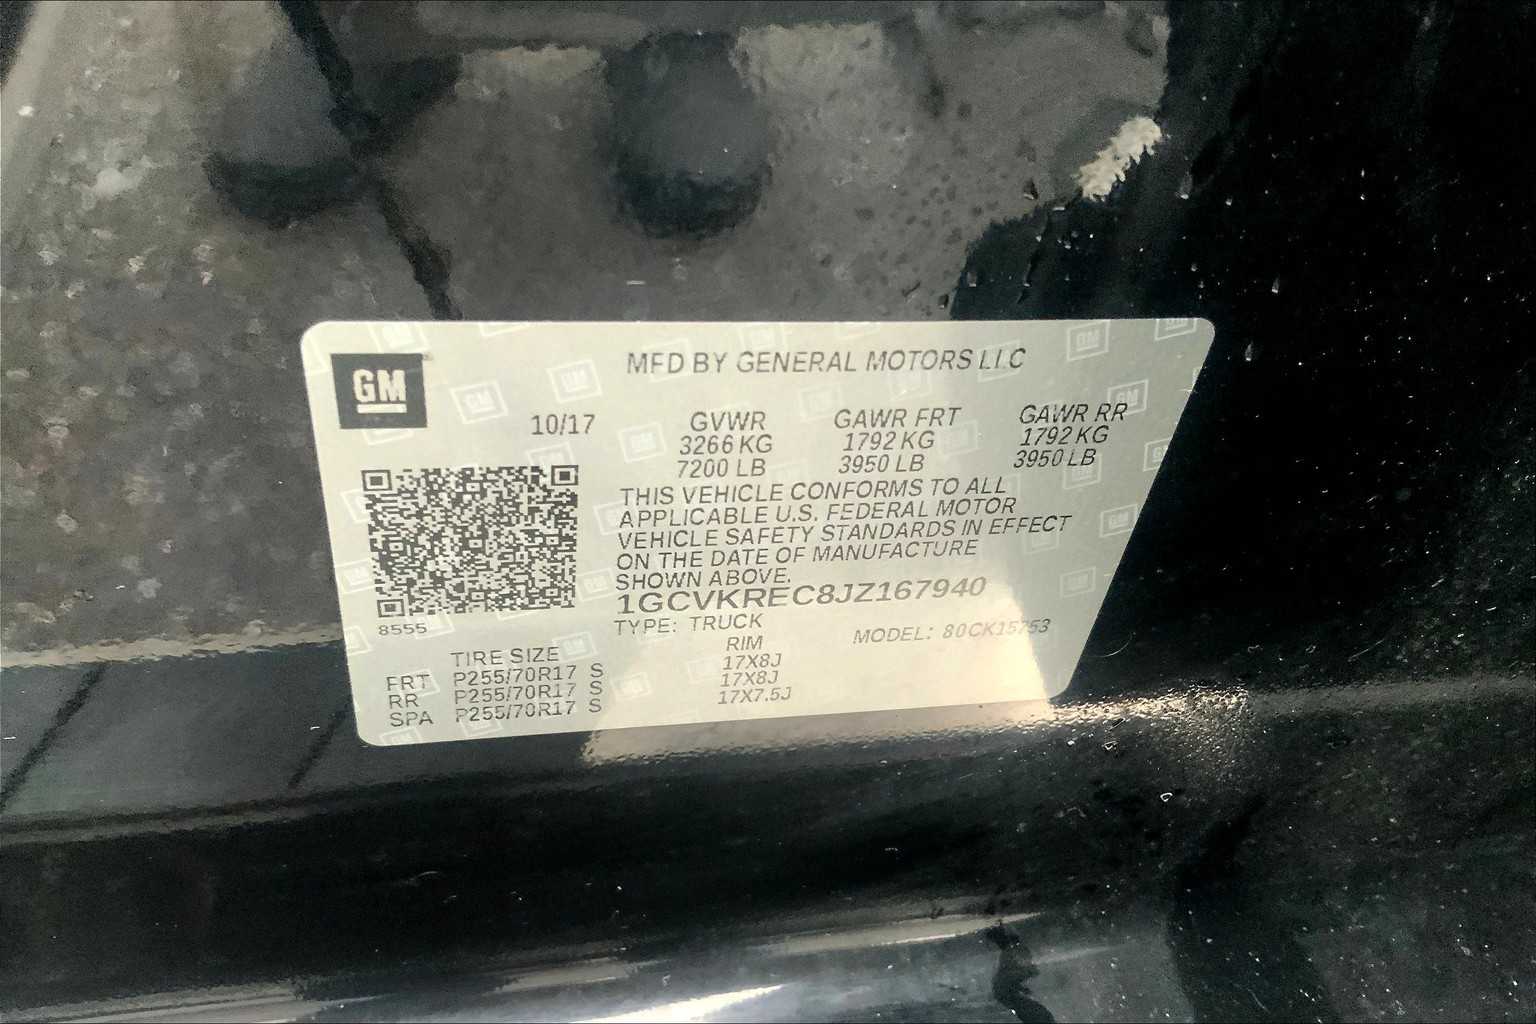 GM
MFD BY GENERAL MOTORS LLC
10/17
GVWR GAWR FRT GAWR RR
3266 KG 1792 KG 1792 KG
7200 LB 3950 LB 3950 LB
THIS VEHICLE CONFORMS TO ALL
APPLICABLE U.S. FEDERAL MOTOR
VEHICLE SAFETY STANDARDS IN EFFECT
ON THE DATE OF MANUFACTURE
SHOWN ABOVE.
1GCVKREC8JZ167940
8555
TYPE: TRUCK MODEL: 80CK15753
TIRE SIZE RIM
FRT P255/70R17 S 17X8J
RR P255/70R17 S 17X8J
SPA P255/70R17 S 17X7.5J